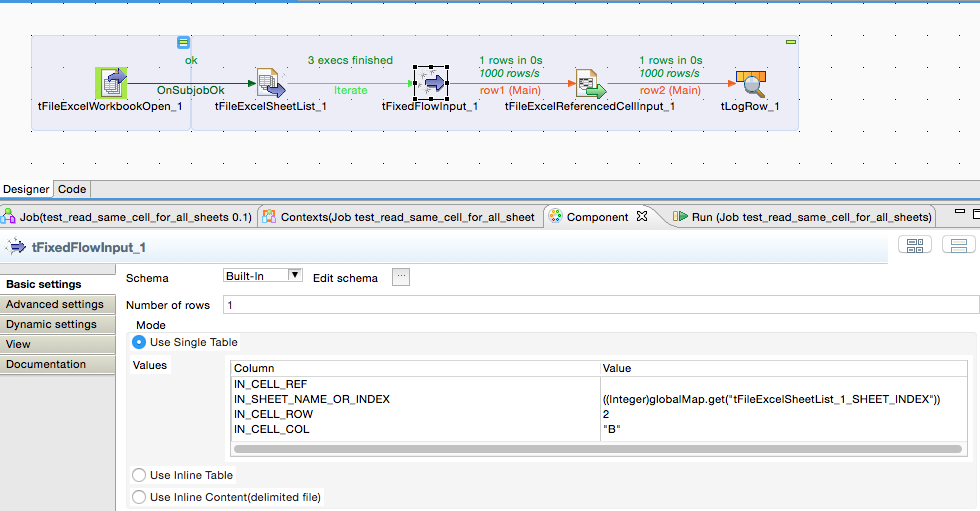 ok 3 execs finished 1 rows in 0s 1 rows in 0s
1000 rows/s 1000 rows/s
OnSubjobOk Iterate row1 (Main) row2 (Main)
tFileExcelWorkbookOpen_1 tFileExcelSheetList_1 tFixedFlowInput_1 tFileExcelReferencedCellInput_1 tLogRow_1
Designer Code
Job(test_read_same_cell_for_all_sheets 0.1) Contexts(Job test_read_same_cell_for_all_sheet Component Run (Job test_read_same_cell_for_all_sheets)
tFixedFlowInput_1
Basic settings
Advanced settings
Dynamic settings
View
Documentation
Schema Built-In Edit schema ...
Number of rows 1
Mode
Use Single Table
Values
Column Value
IN_CELL_REF
IN_SHEET_NAME_OR_INDEX ((Integer)globalMap.get("tFileExcelSheetList_1_SHEET_INDEX"))
IN_CELL_ROW 2
IN_CELL_COL "B"
Use Inline Table
Use Inline Content(delimited file)